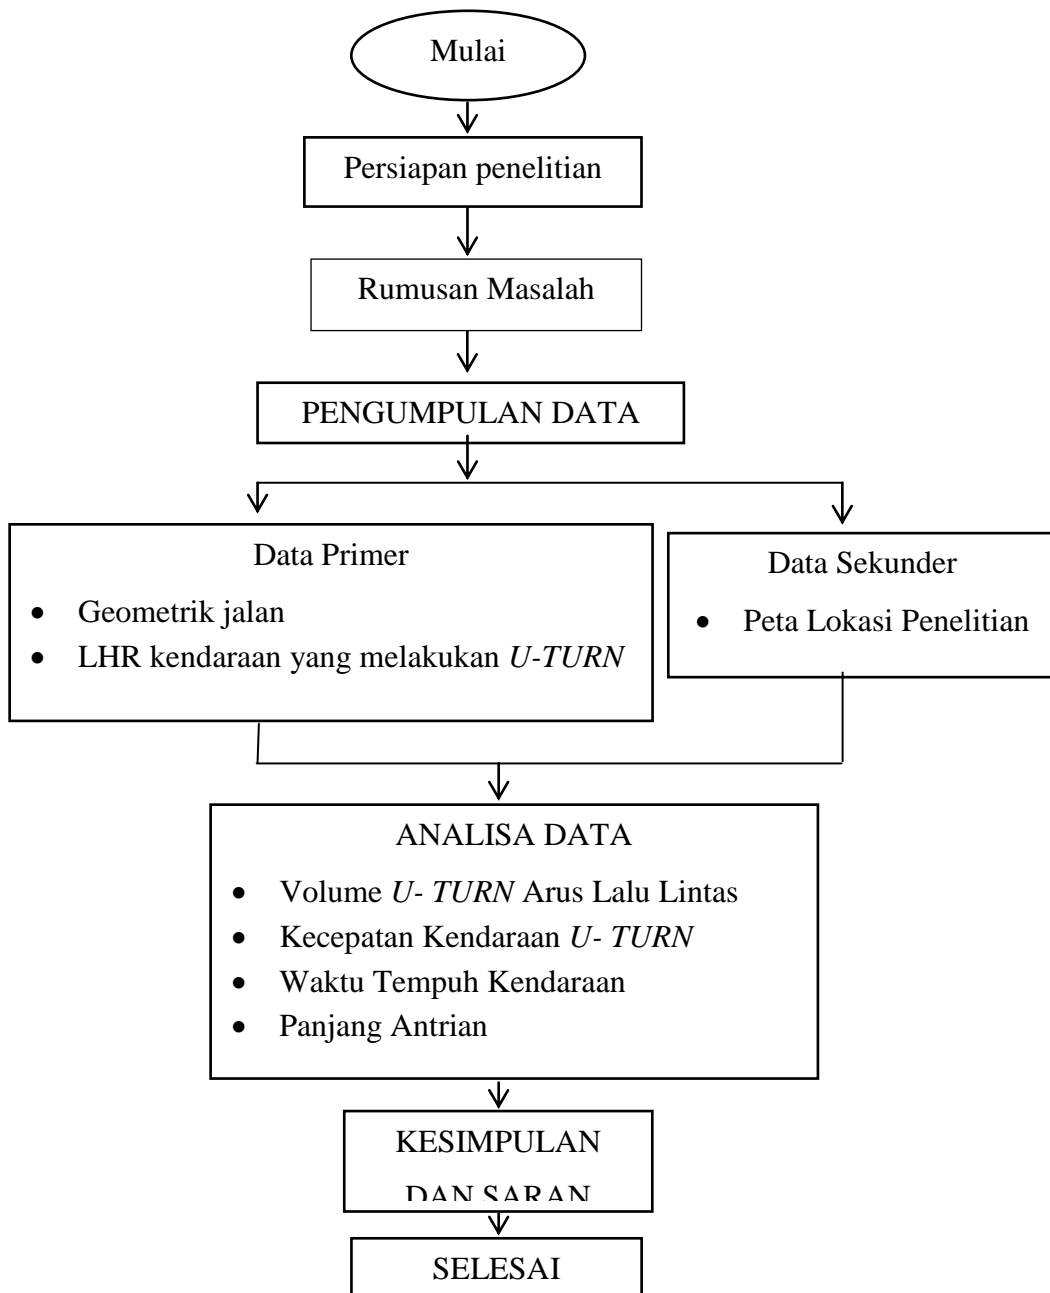 Mulai
Persiapan penelitian
Rumusan Masalah
PENGUMPULAN DATA
Data Primer
• Geometrik jalan
• LHR kendaraan yang melakukan U-TURN
Data Sekunder
• Peta Lokasi Penelitian
ANALISA DATA
• Volume U- TURN Arus Lalu Lintas
• Kecepatan Kendaraan U- TURN
• Waktu Tempuh Kendaraan
• Panjang Antrian
KESIMPULAN
DAN SARAN
SELESAI